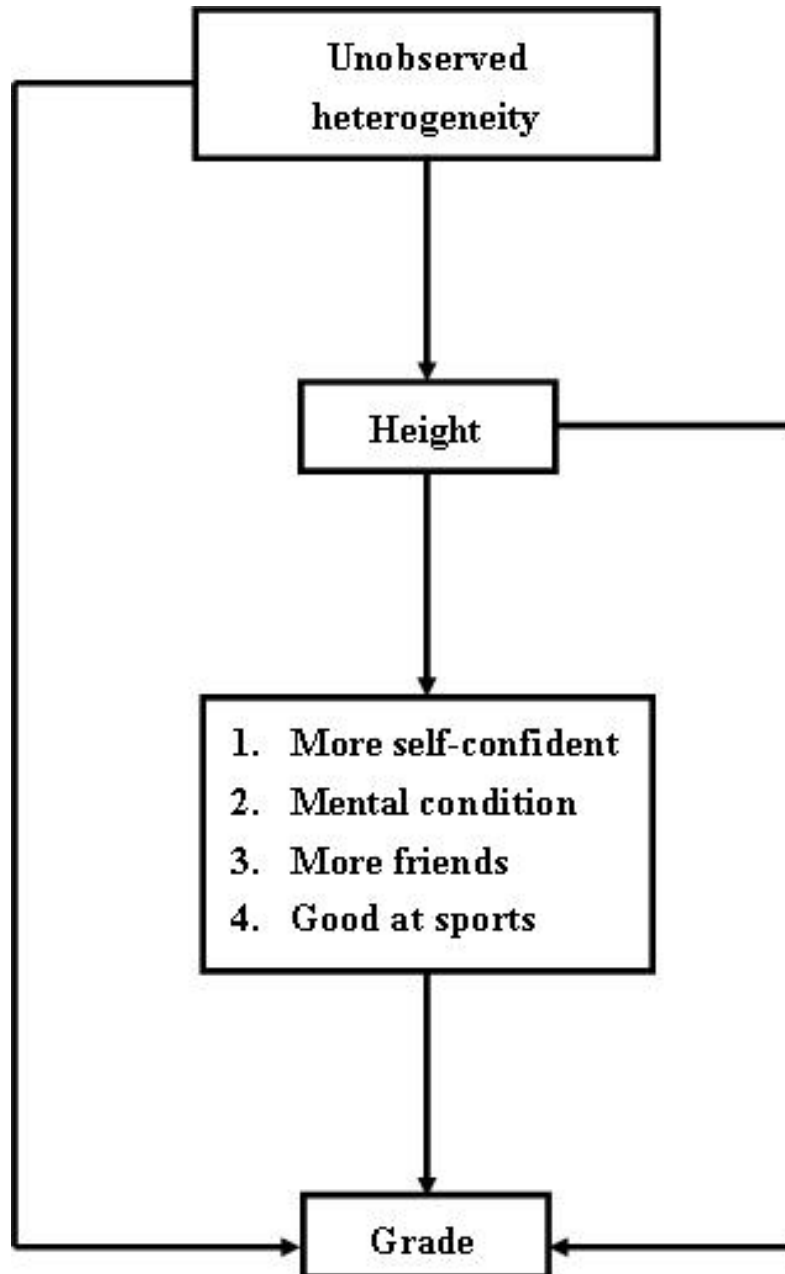 Unobserved
heterogeneity
Height
1. More self-confident
2. Mental condition
3. More friends
4. Good at sports
Grade